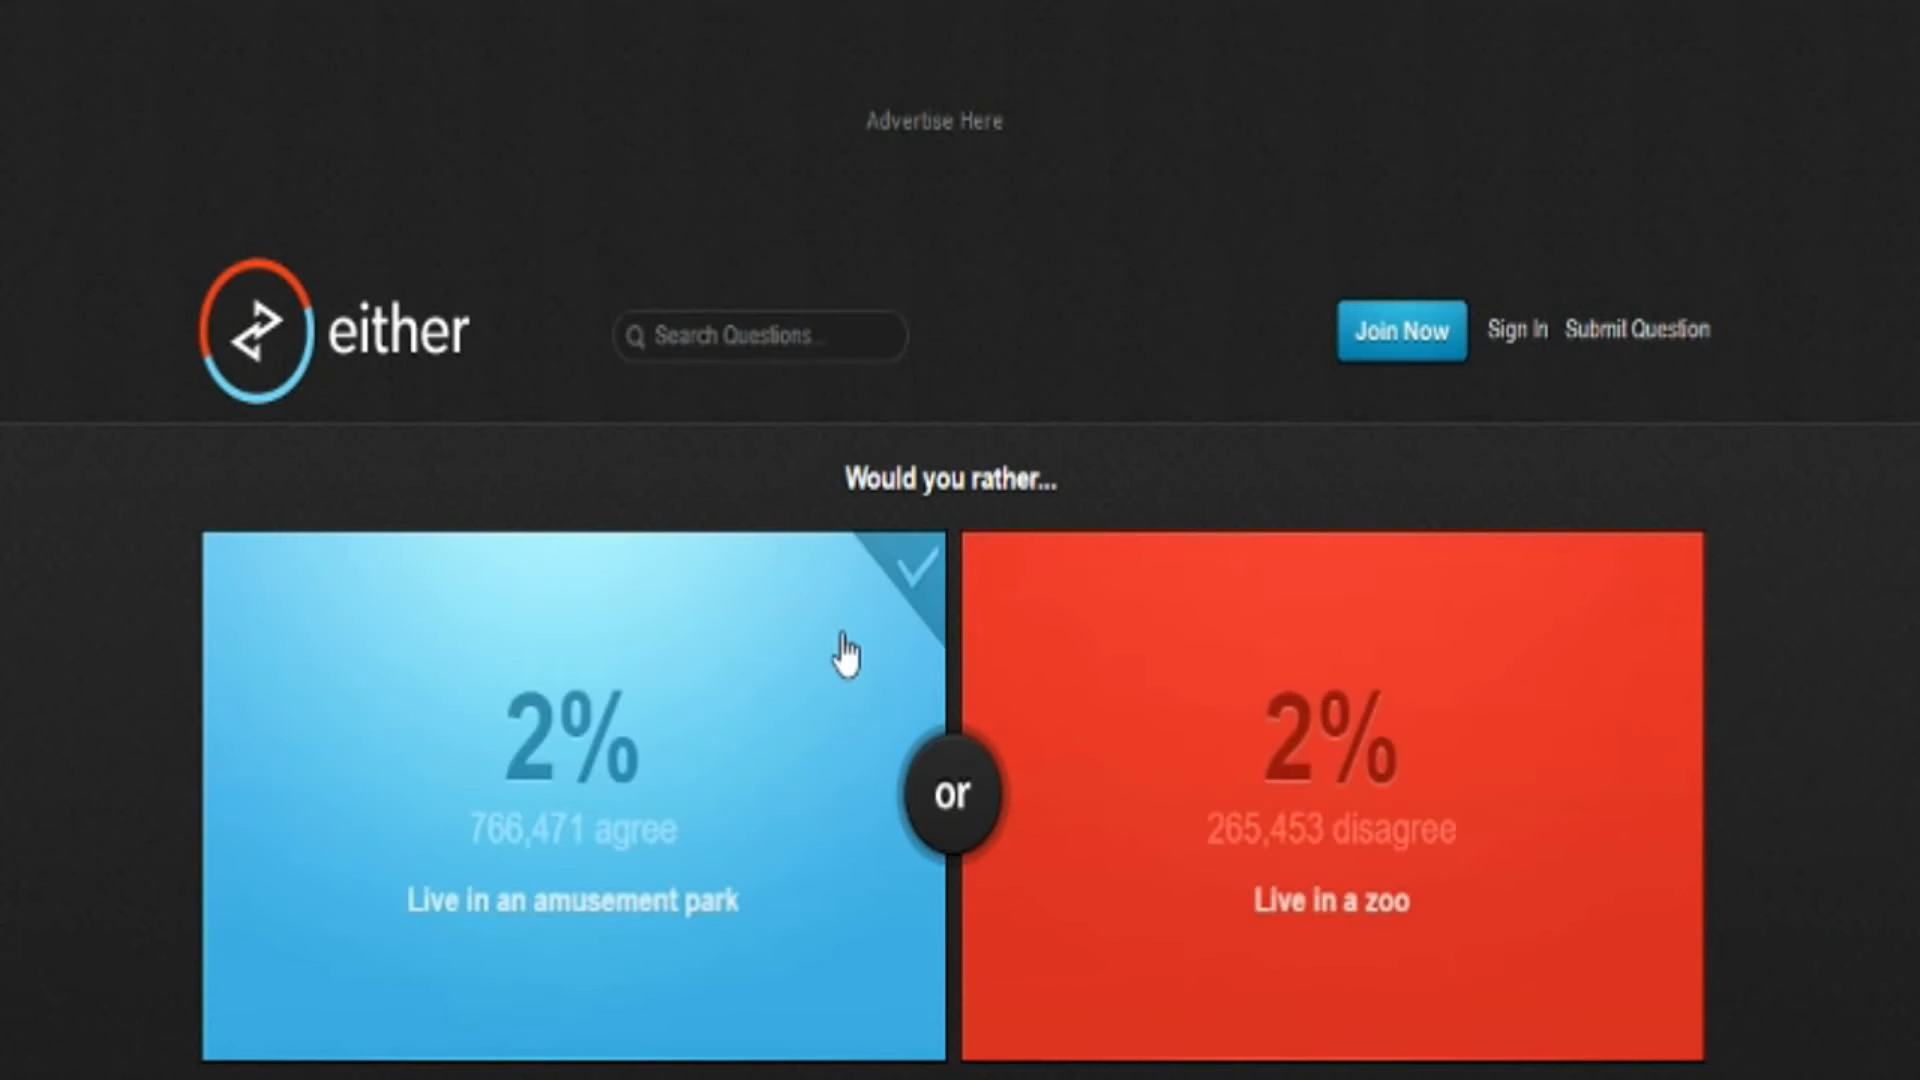 Advertise Here
either
Search Questions...
Join Now
Sign In
Submit Question
Would you rather...
2%
766,471 agree
Live in an amusement park
or
2%
265,453 disagree
Live in a zoo